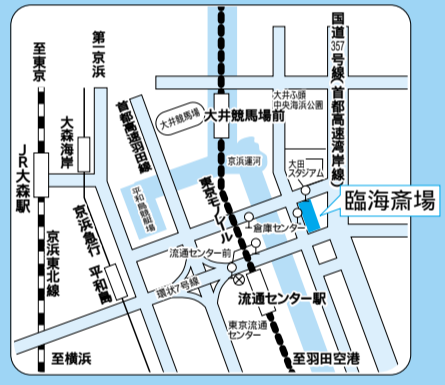 至東京
第一京浜
首都高速羽田線
国道357号線(首都高速湾岸線)
大森海岸
JR大森駅
大井競馬場
大井競馬場前
大井ふ頭
中央海浜公園
京浜運河
大田
スタジアム
平和島競艇場
東京モノレール
臨海斎場
倉庫センター
京浜急行
平和島
京浜東北線
流通センター前
環状7号線
流通センター駅
東京流通
センター
至横浜
至羽田空港